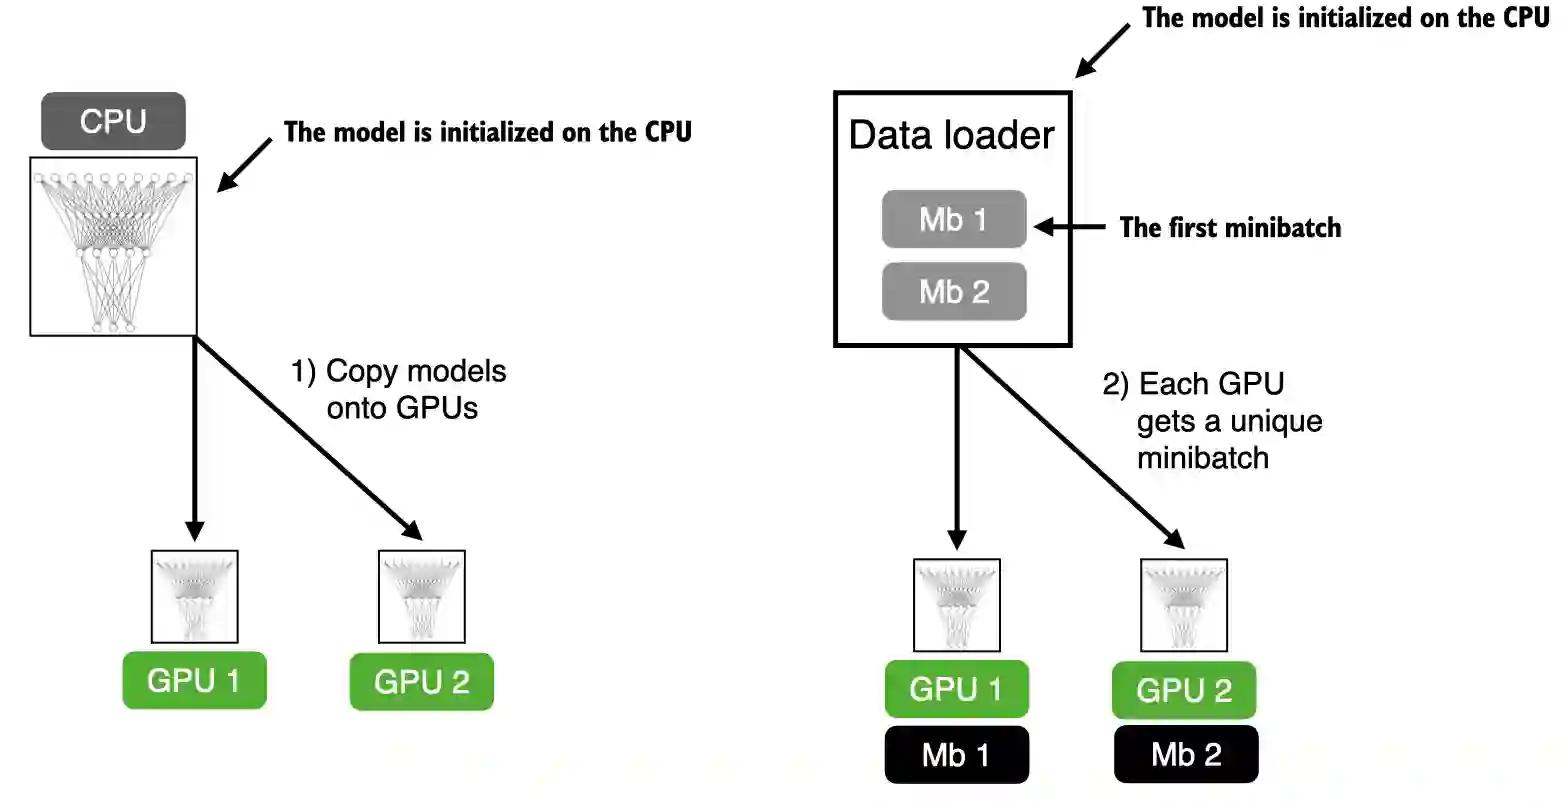 CPU
The model is initialized on the CPU
1) Copy models
onto GPUs
GPU 1
GPU 2
The model is initialized on the CPU
Data loader
Mb 1
The first minibatch
Mb 2
2) Each GPU
gets a unique
minibatch
GPU 1
GPU 2
Mb 1
Mb 2